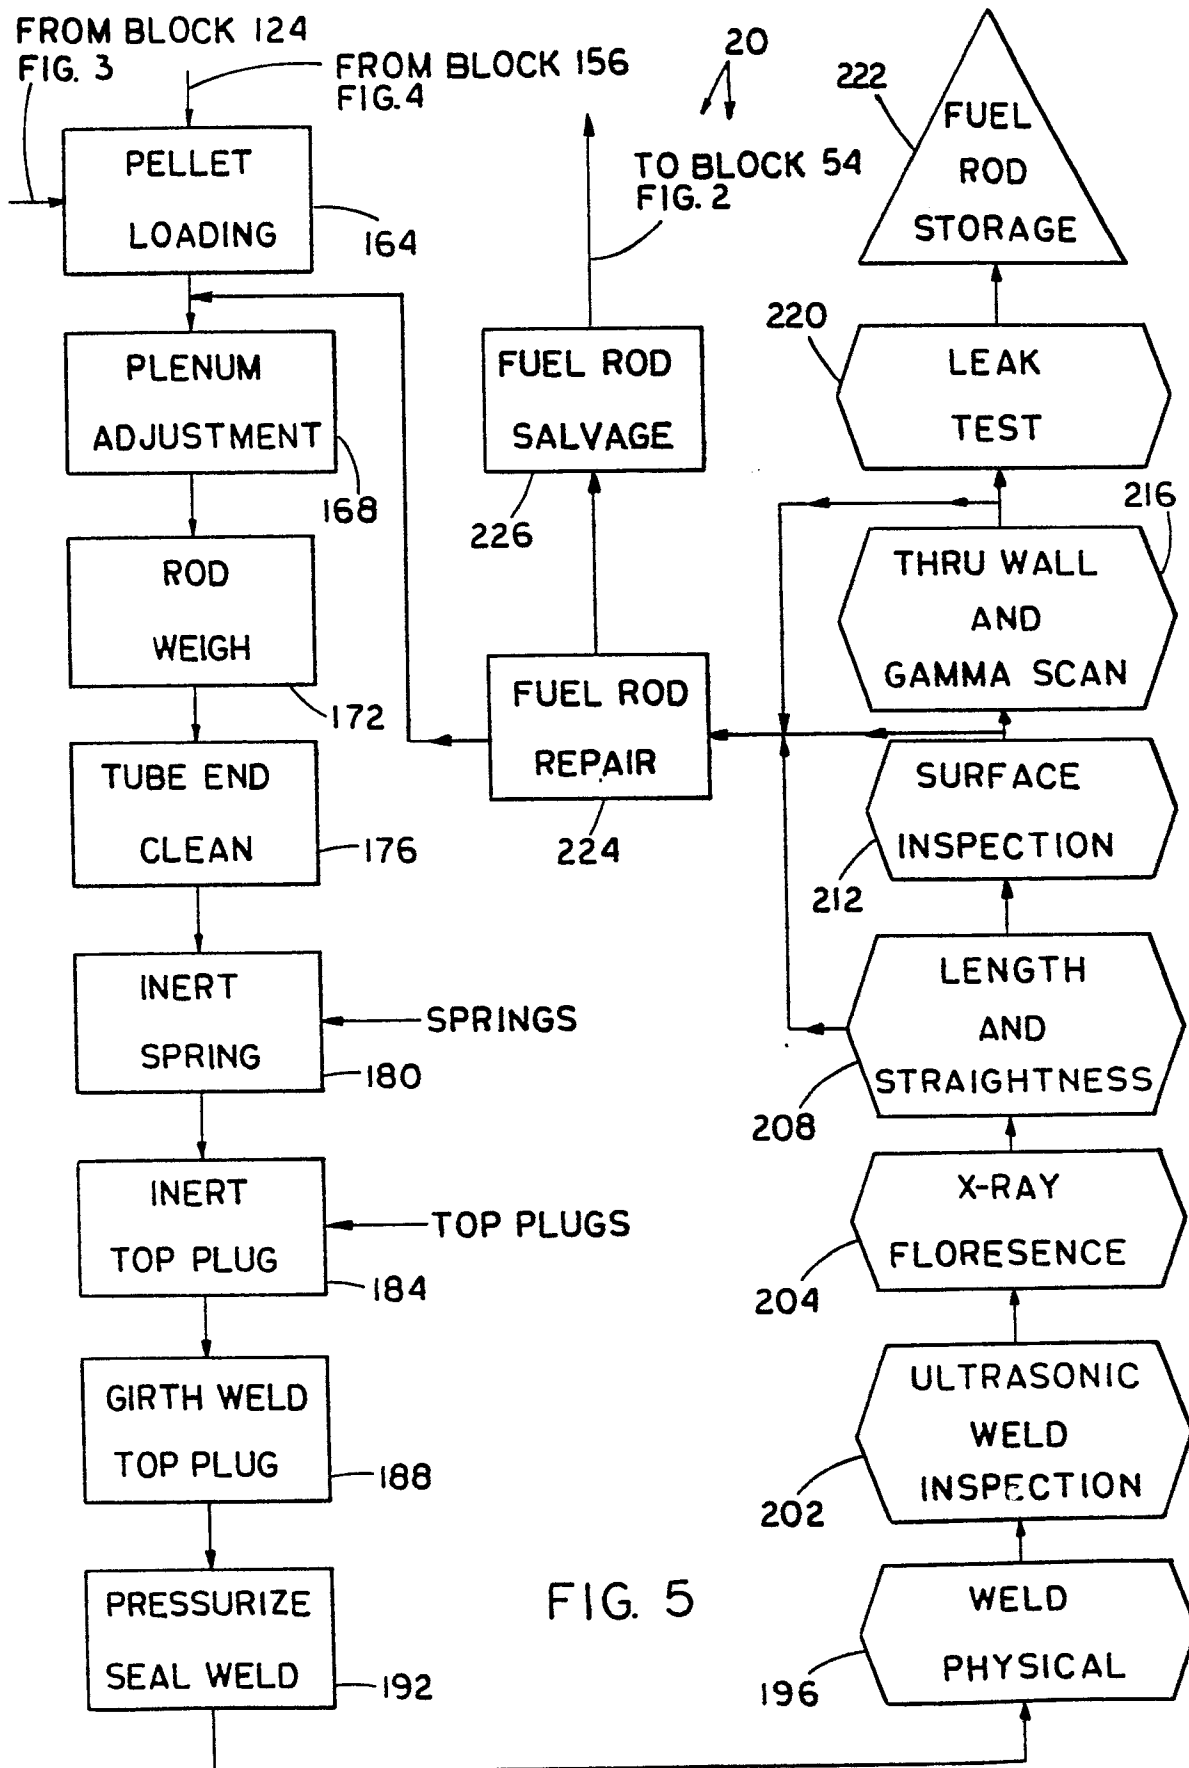 FROM BLOCK 124
FIG. 3
FROM BLOCK 156
FIG. 4
PELLET
LOADING
164
PLENUM
ADJUSTMENT
168
ROD
WEIGH
172
TUBE END
CLEAN
176
INERT
SPRING
180
SPRINGS
INERT
TOP PLUG
184
TOP PLUGS
GIRTH WELD
TOP PLUG
188
PRESSURIZE
SEAL WELD
192
20
TO BLOCK 54
FIG. 2
FUEL ROD
SALVAGE
226
FUEL ROD
REPAIR
224
222
FUEL
ROD
STORAGE
220
LEAK
TEST
216
THRU WALL
AND
GAMMA SCAN
SURFACE
INSPECTION
212
LENGTH
AND
STRAIGHTNESS
208
X-RAY
FLORESENCE
204
ULTRASONIC
WELD
INSPECTION
202
WELD
PHYSICAL
196
FIG. 5